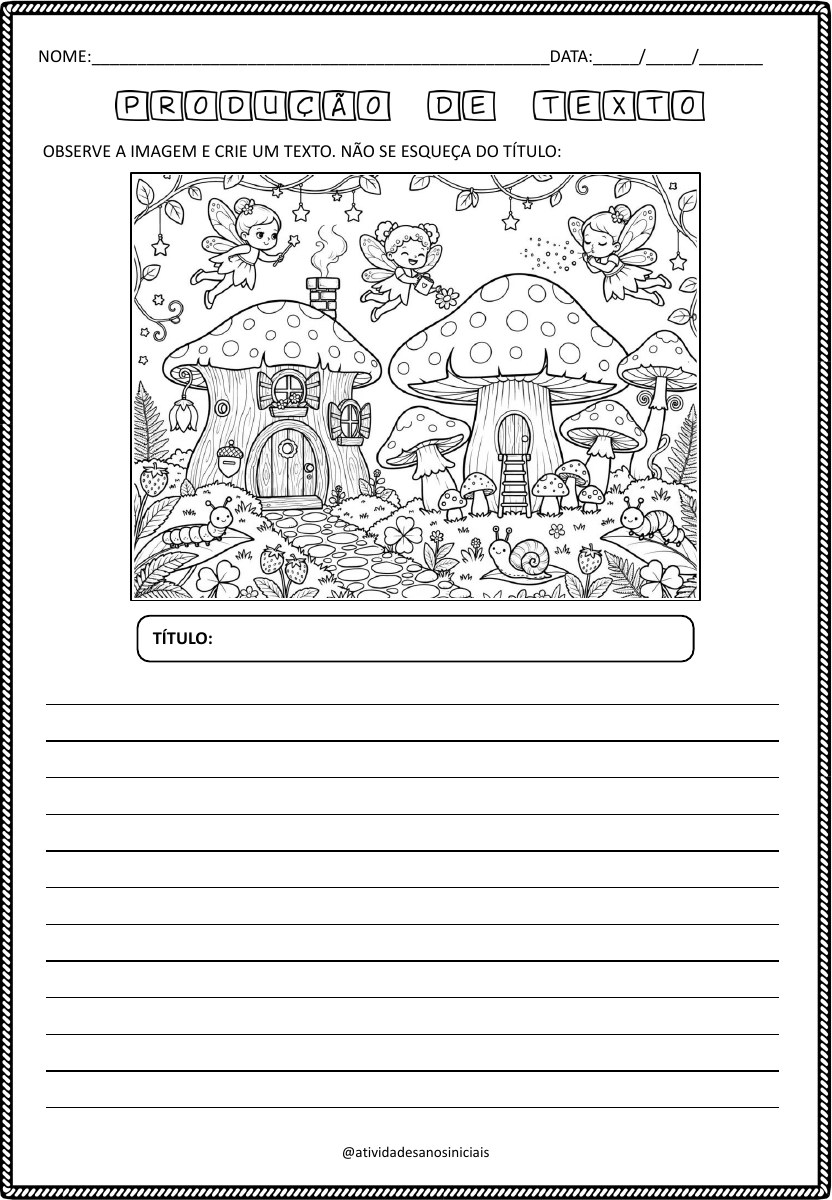 NOME:__________________________________________________DATA:_____/_____/_______
PRODUÇÃO DE TEXTO
OBSERVE A IMAGEM E CRIE UM TEXTO. NÃO SE ESQUEÇA DO TÍTULO:
TÍTULO:
@atividadesanosiniciais